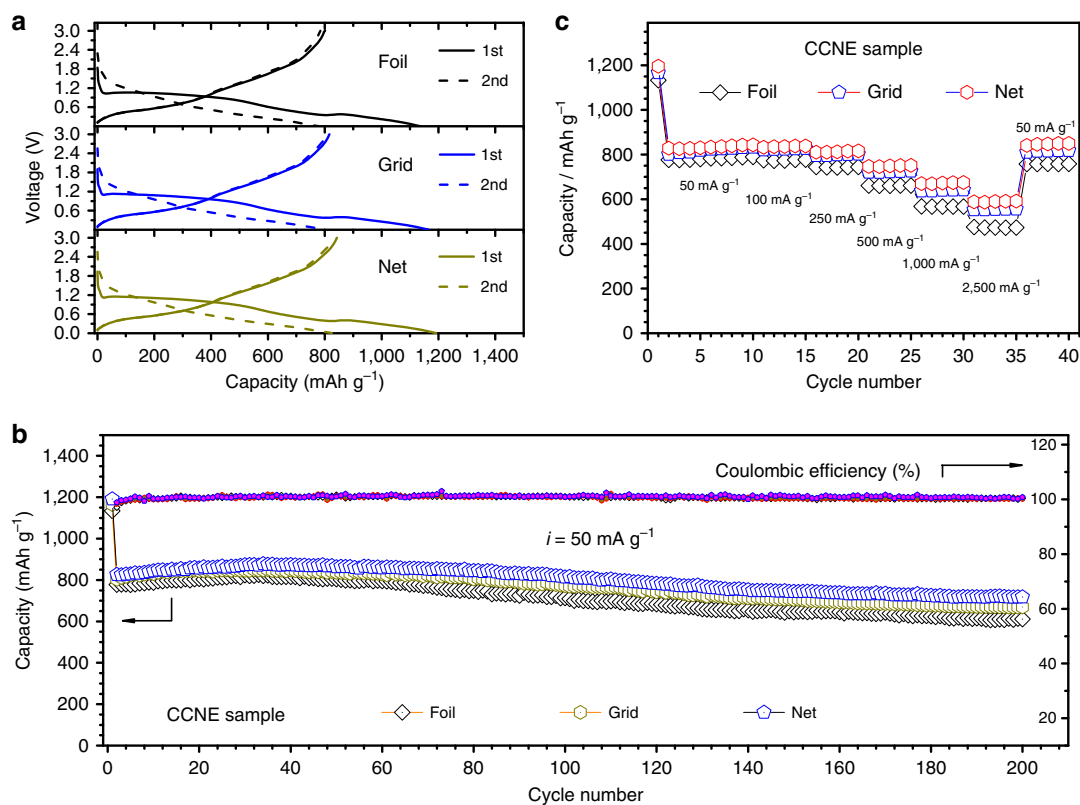 a
3.0
2.4
1.8
1.2
0.6
Foil
1st
2nd
3.0
2.4
1.8
1.2
0.6
Grid
1st
2nd
3.0
2.4
1.8
1.2
0.6
0.0
Net
1st
2nd
Voltage (V)
0 200 400 600 800 1,000 1,200 1,500
Capacity (mAh g⁻¹)
c
CCNE sample
Foil Grid Net
1,200
1,000
800
600
400
200
0
Capacity / mAh g⁻¹
50 mA g⁻¹
50 mA g⁻¹
100 mA g⁻¹
250 mA g⁻¹
500 mA g⁻¹
1,000 mA g⁻¹
2,500 mA g⁻¹
0 5 10 15 20 25 30 35 40
Cycle number
b
1,400
1,200
1,000
800
600
400
200
0
Capacity (mAh g⁻¹)
Coulombic efficiency (%)
120
100
80
60
40
20
i = 50 mA g⁻¹
CCNE sample Foil Grid Net
0 20 40 60 80 100 120 140 160 180 200
Cycle number